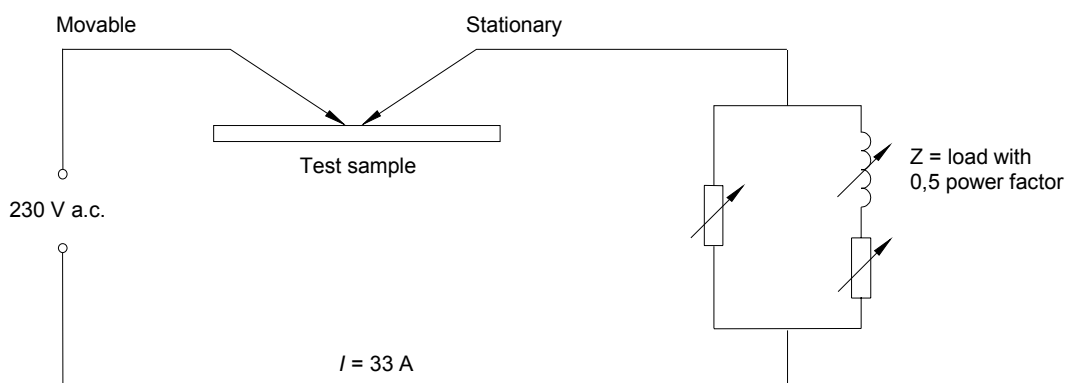 Movable
Stationary
Test sample
Z = load with
0,5 power factor
230 V a.c.
I = 33 A